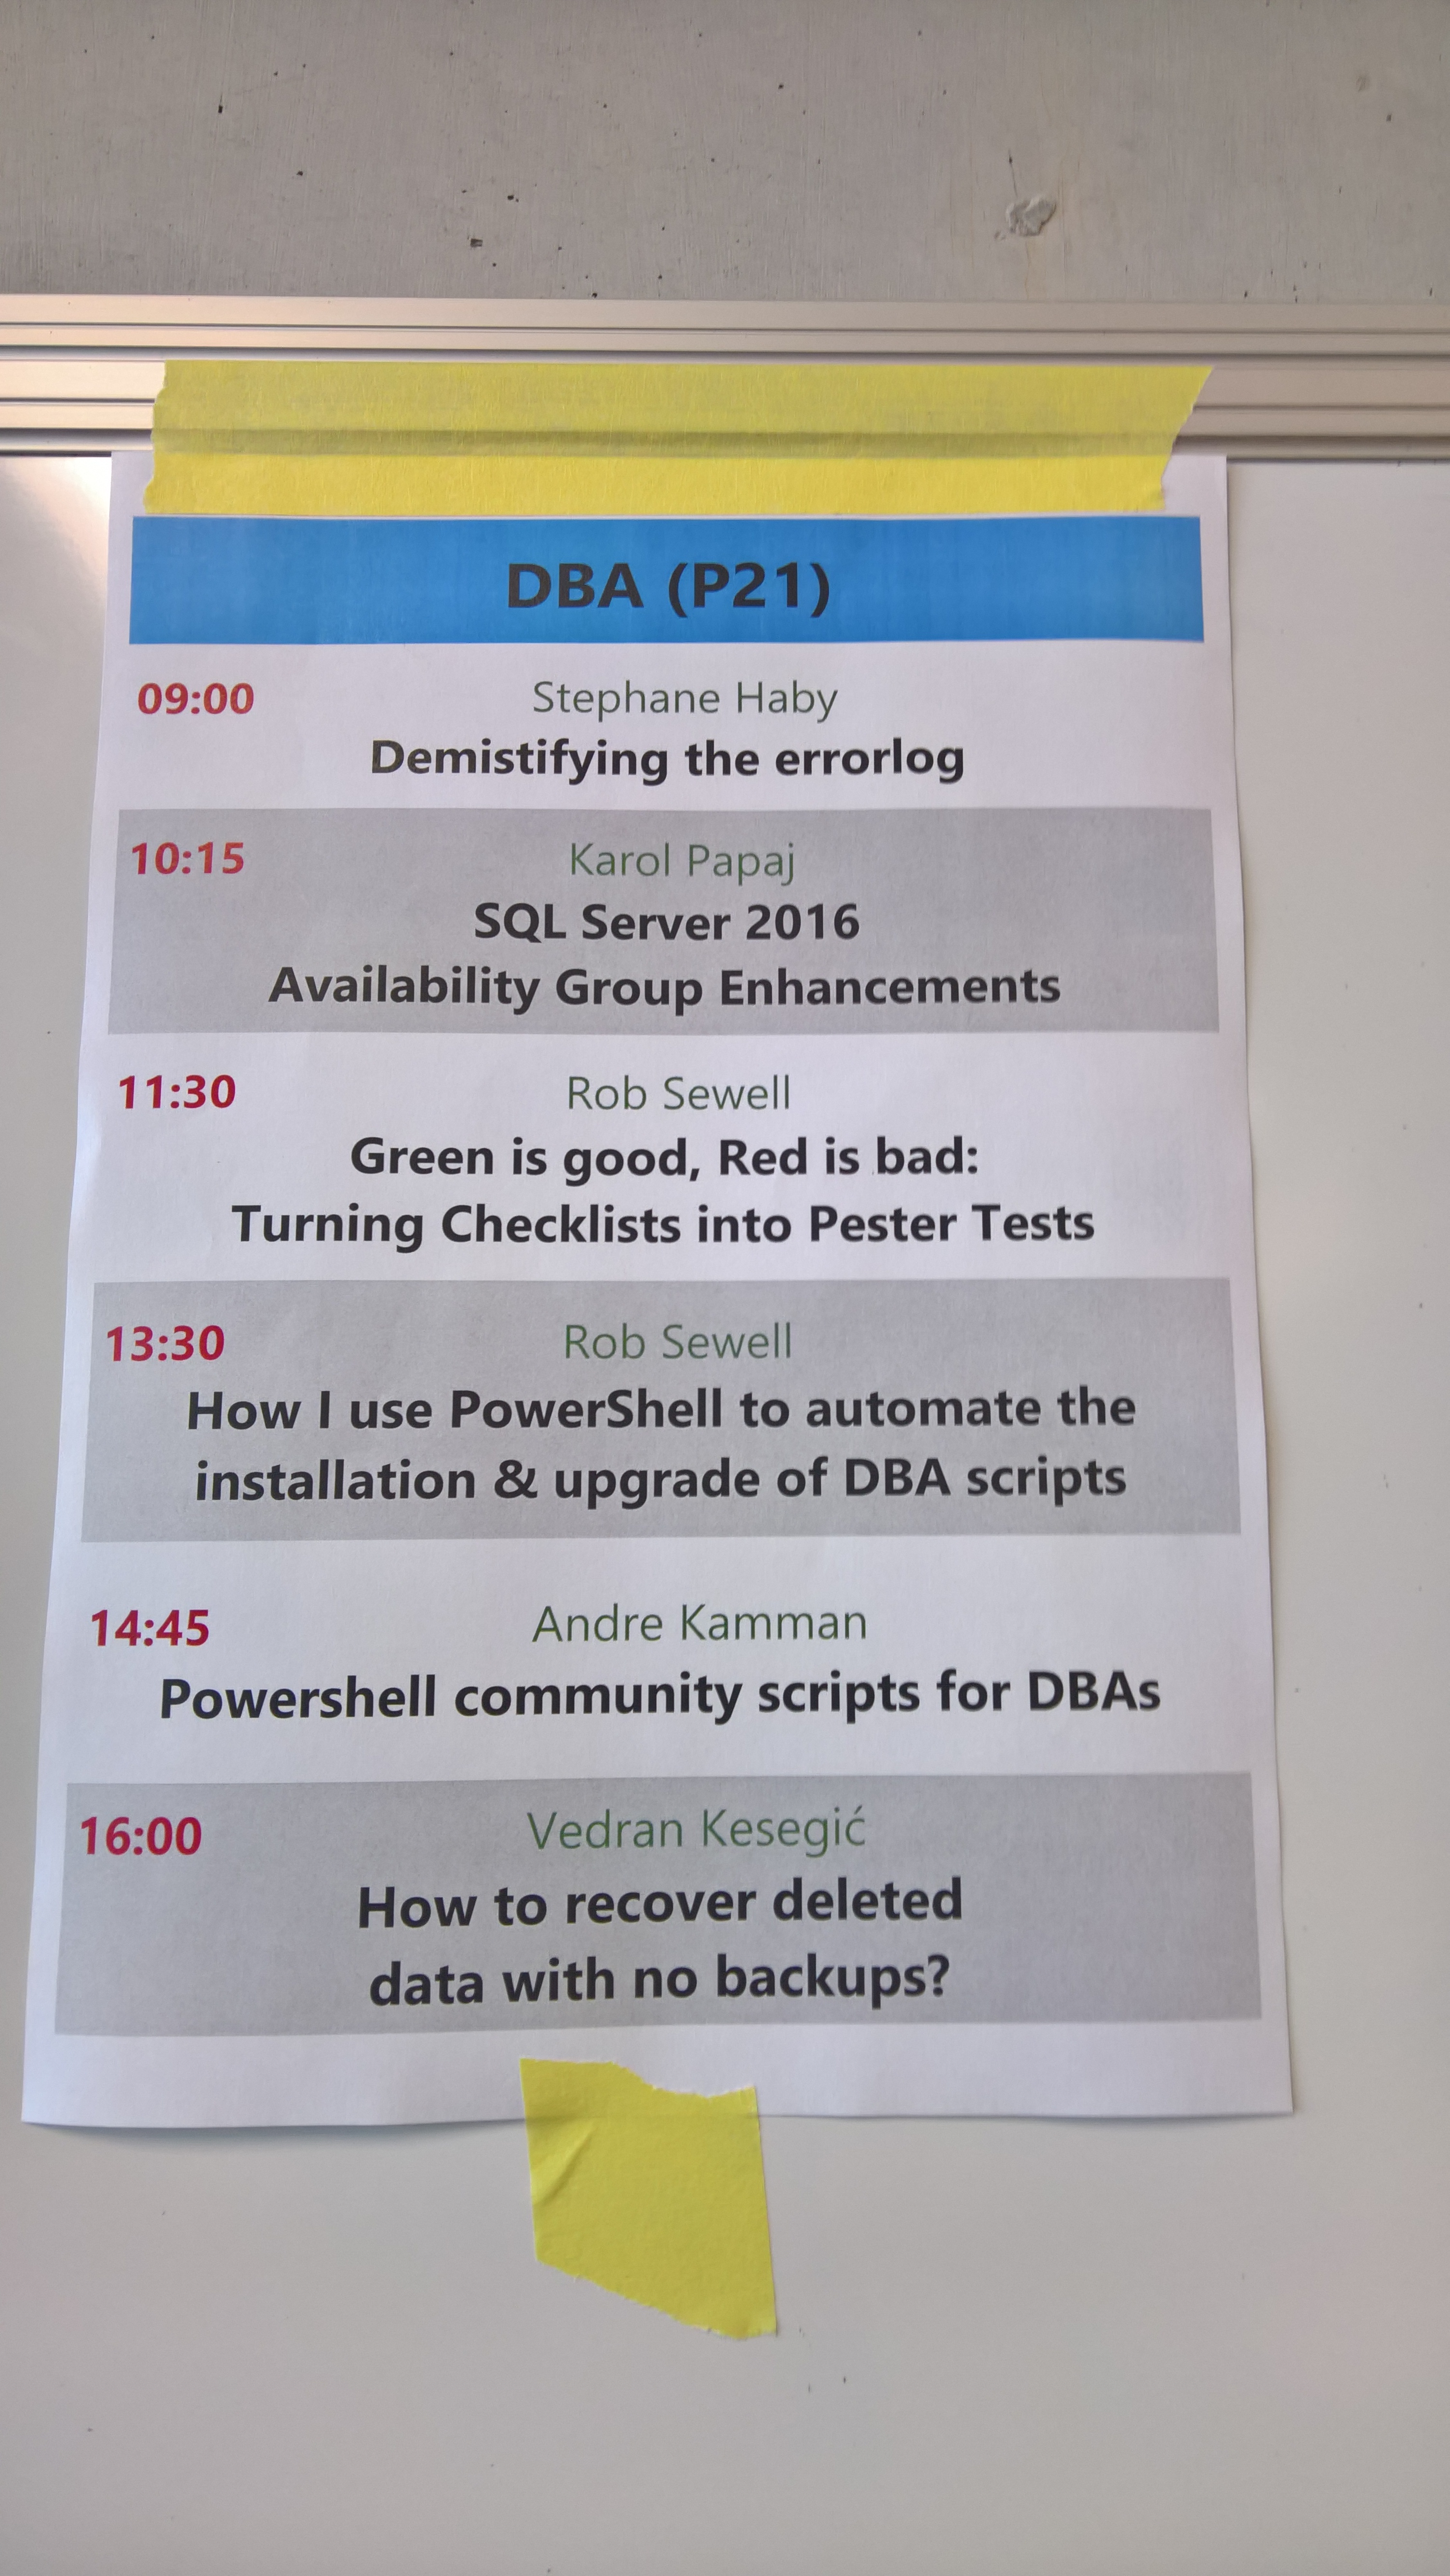 DBA (P21)
09:00 Stephane Haby
Demistifying the errorlog
10:15 Karol Papaj
SQL Server 2016
Availability Group Enhancements
11:30 Rob Sewell
Green is good, Red is bad:
Turning Checklists into Pester Tests
13:30 Rob Sewell
How I use PowerShell to automate the
installation & upgrade of DBA scripts
14:45 Andre Kamman
Powershell community scripts for DBAs
16:00 Vedran Kesegić
How to recover deleted
data with no backups?